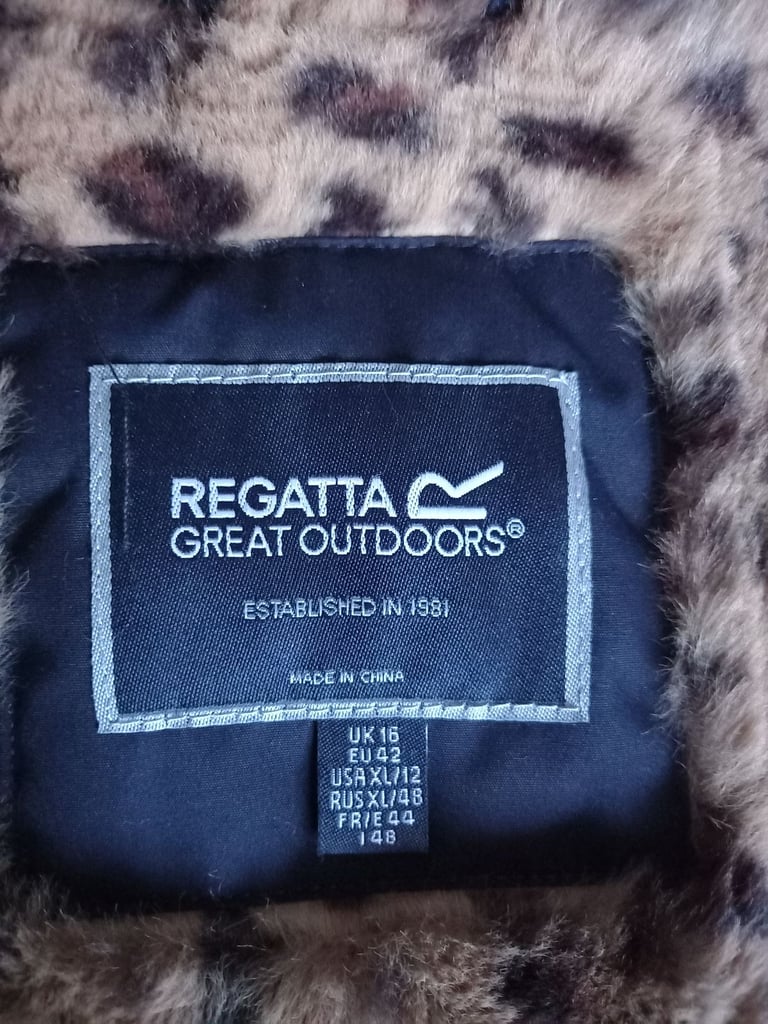 REGATTA R
GREAT OUTDOORS®
ESTABLISHED IN 1981
MADE IN CHINA
UK 16
EU 42
USA XL/12
RUS XL/48
FR/E 44
I 48